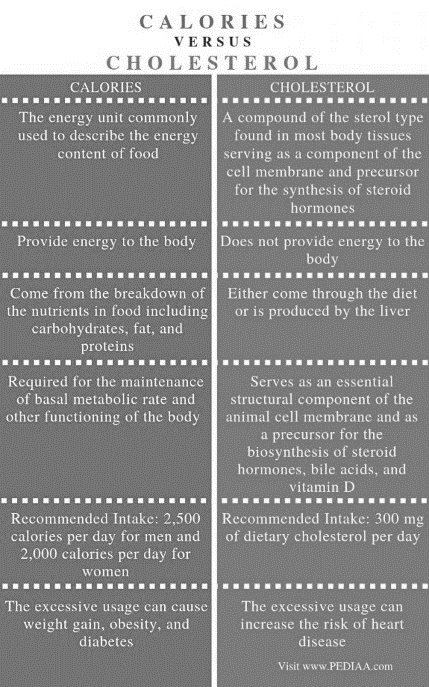 CALORIES
VERSUS
CHOLESTEROL
CALORIES
The energy unit commonly
used to describe the energy
content of food
Provide energy to the body
Come from the breakdown of
the nutrients in food including
carbohydrates, fat, and
proteins
Required for the maintenance
of basal metabolic rate and
other functioning of the body
Recommended Intake: 2,500
calories per day for men and
2,000 calories per day for
women
The excessive usage can cause
weight gain, obesity, and
diabetes
CHOLESTEROL
A compound of the sterol type
found in most body tissues
serving as a component of the
cell membrane and precursor
for the synthesis of steroid
hormones
Does not provide energy to the
body
Either come through the diet
or is produced by the liver
Serves as an essential
structural component of the
animal cell membrane and as
a precursor for the
biosynthesis of steroid
hormones, bile acids, and
vitamin D
Recommended Intake: 300 mg
of dietary cholesterol per day
The excessive usage can
increase the risk of heart
disease
Visit www.PEDIAA.com